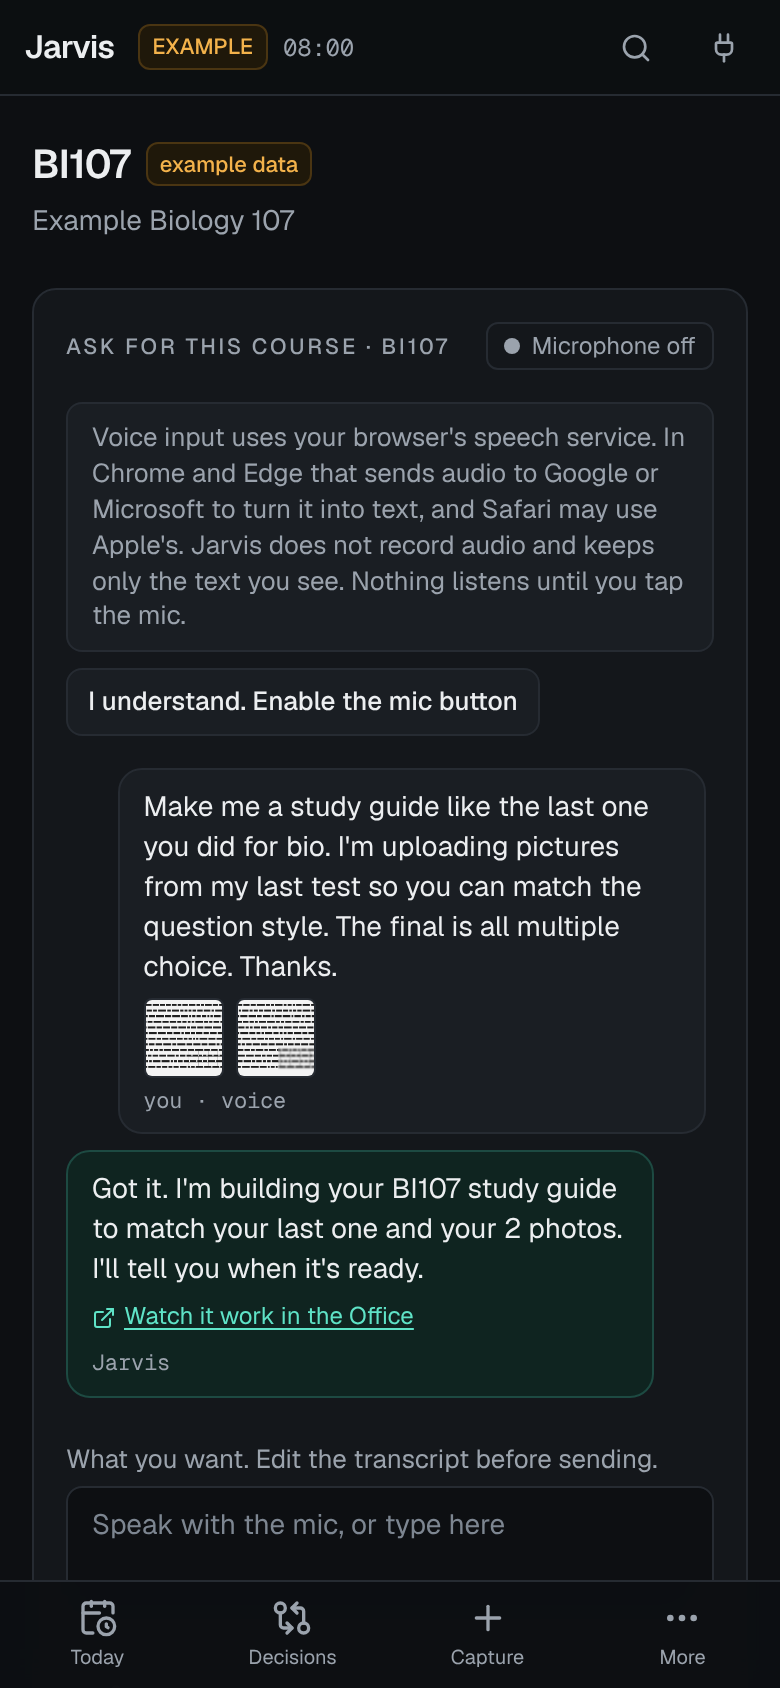 Jarvis EXAMPLE 08:00
BI107 example data
Example Biology 107
ASK FOR THIS COURSE · BI107 Microphone off
Voice input uses your browser's speech service. In
Chrome and Edge that sends audio to Google or
Microsoft to turn it into text, and Safari may use
Apple's. Jarvis does not record audio and keeps
only the text you see. Nothing listens until you tap
the mic.
I understand. Enable the mic button
Make me a study guide like the last one
you did for bio. I'm uploading pictures
from my last test so you can match the
question style. The final is all multiple
choice. Thanks.
you · voice
Got it. I'm building your BI107 study guide
to match your last one and your 2 photos.
I'll tell you when it's ready.
Watch it work in the Office
Jarvis
What you want. Edit the transcript before sending.
Speak with the mic, or type here
Today Decisions Capture More